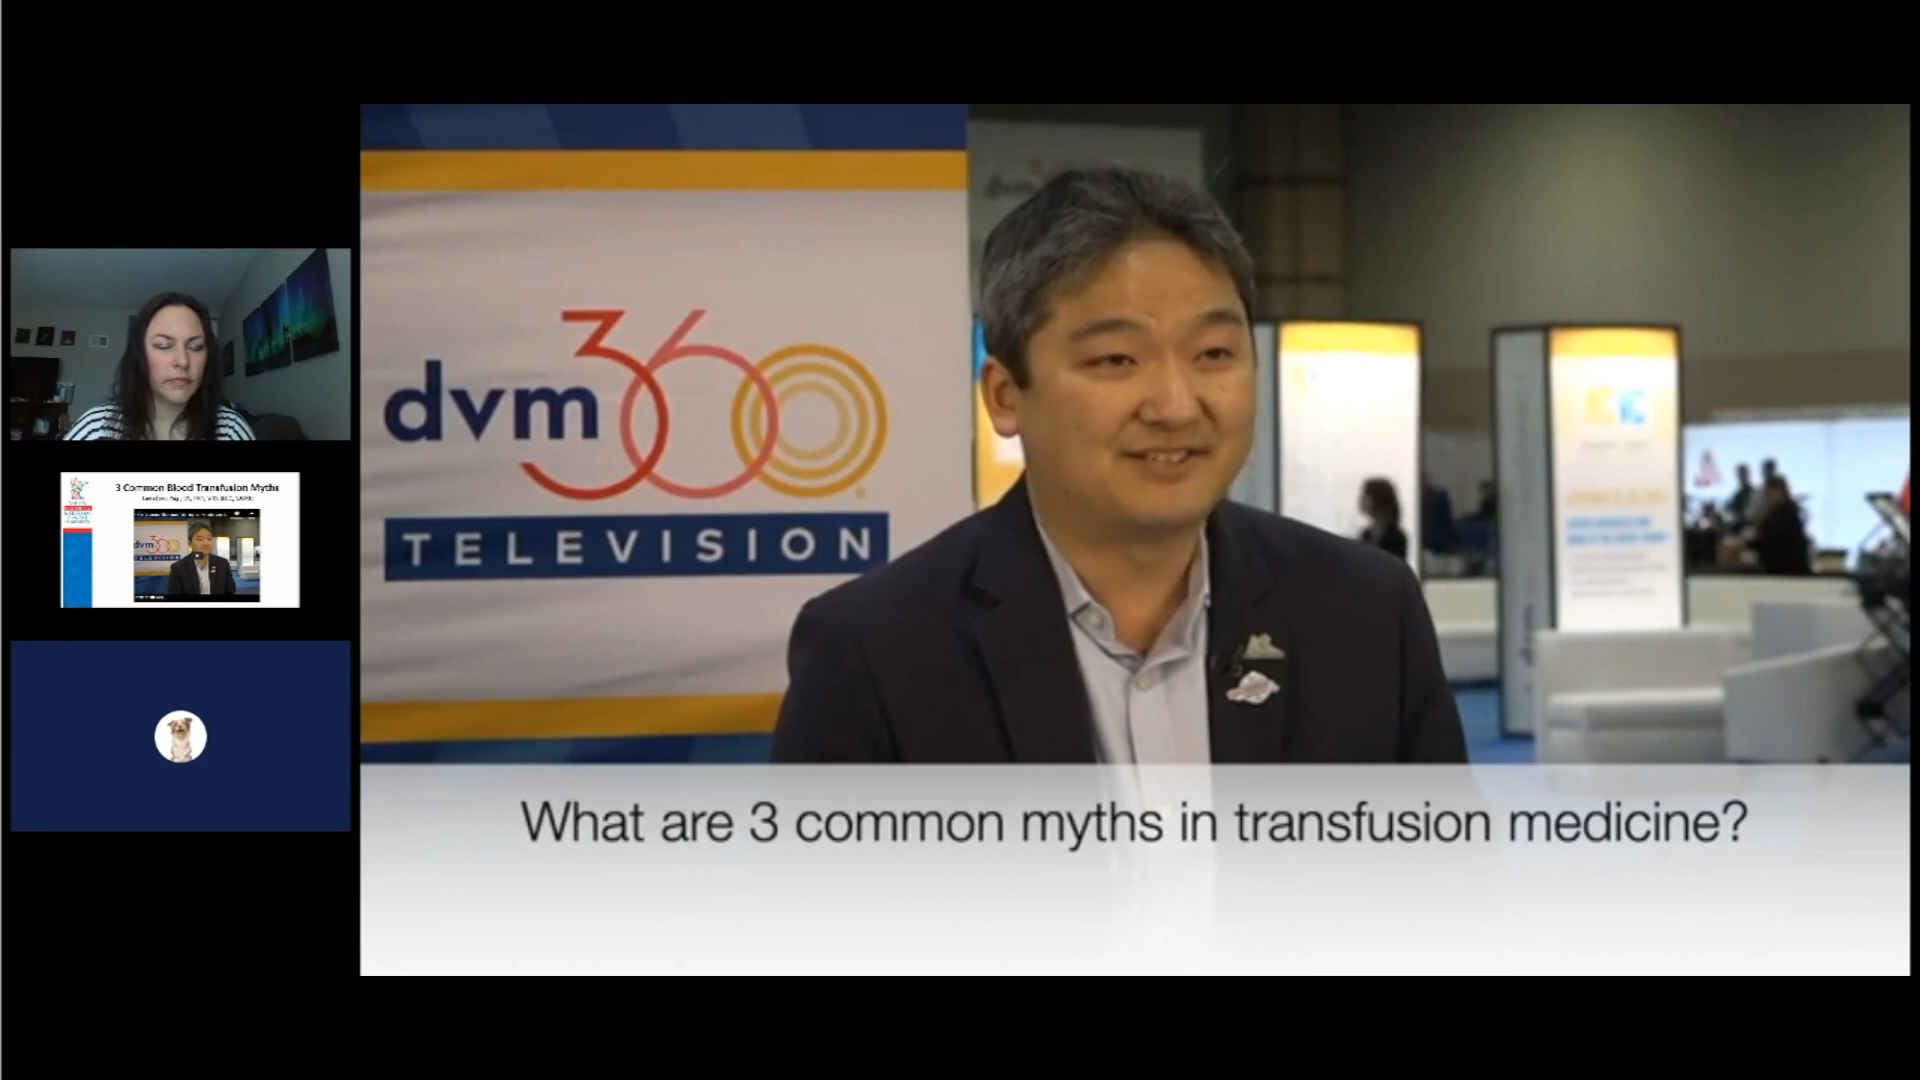 dvm360
TELEVISION
What are 3 common myths in transfusion medicine?
3 Common Blood Transfusion Myths